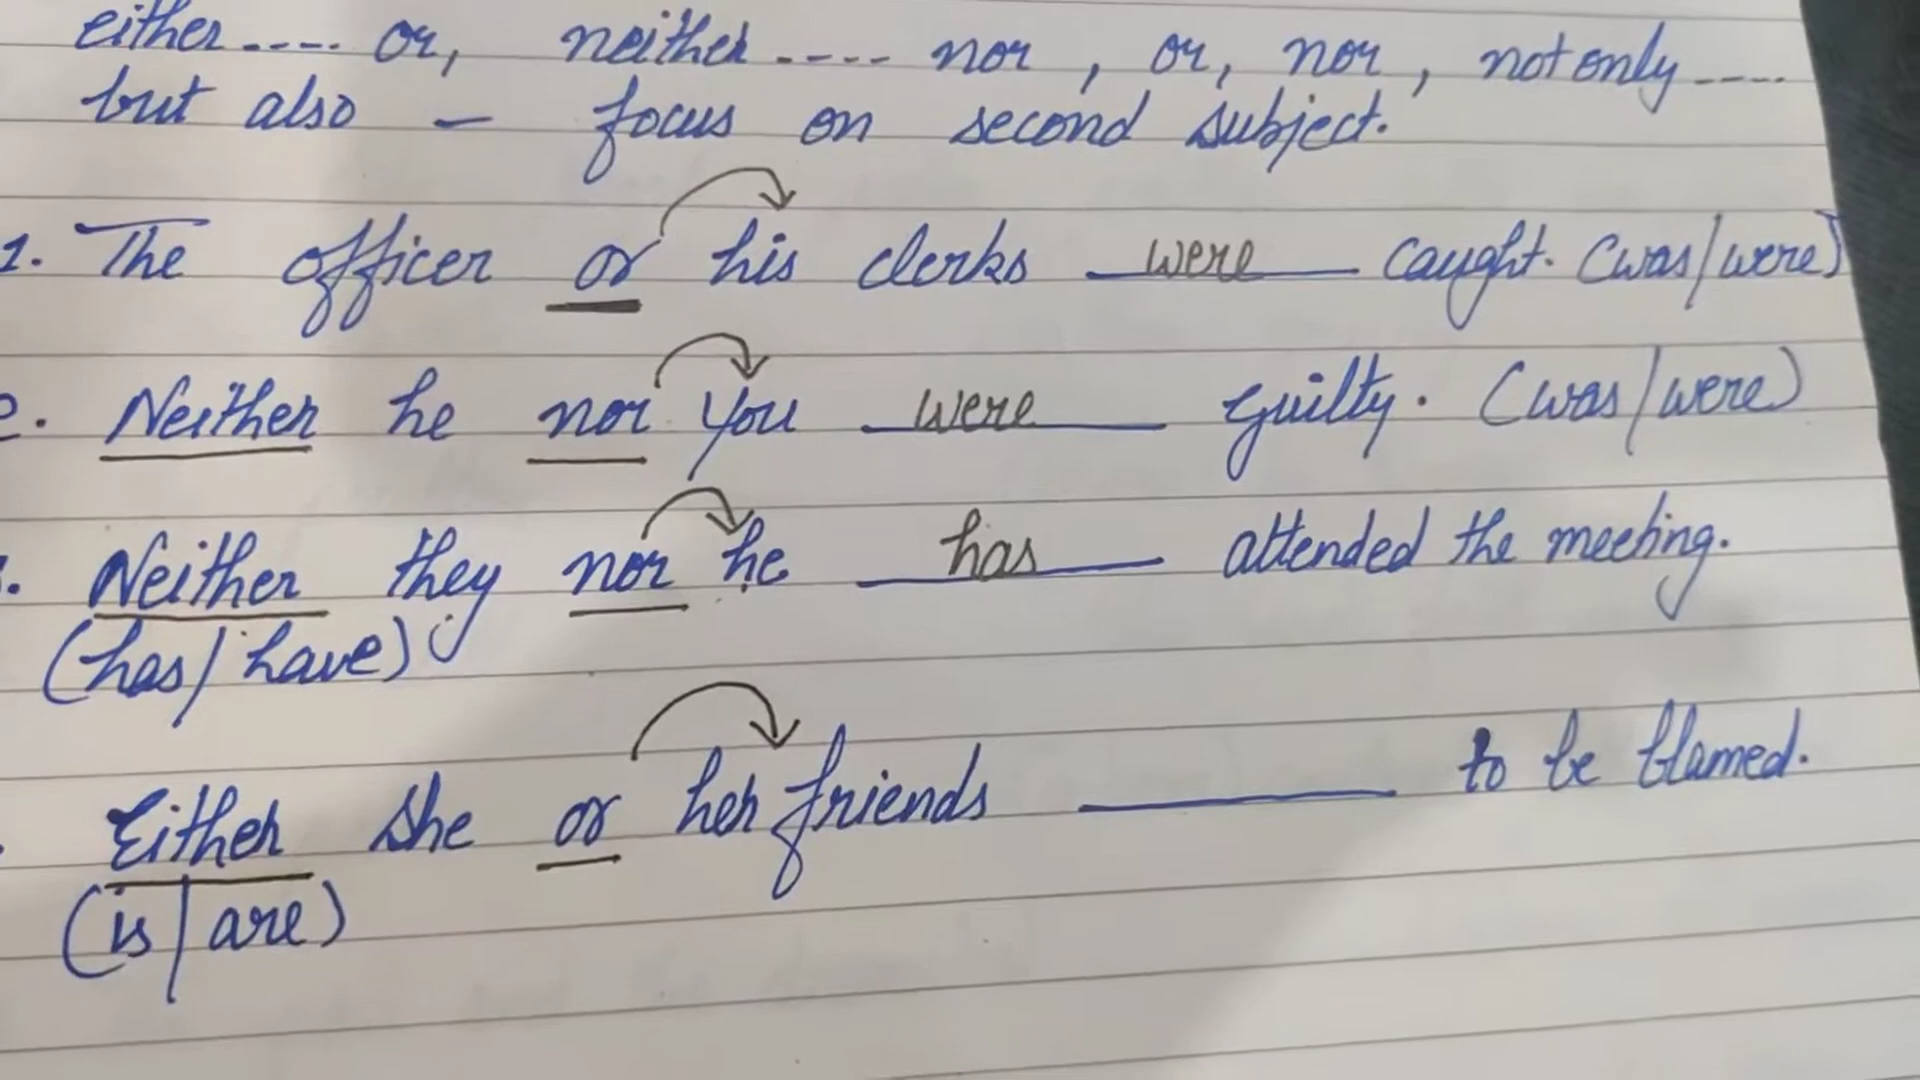 either ---- or, neither ---- nor, or, nor, not only ----
but also - focus on second subject.
1. The officer or his clerks were caught. (was/were)
2. Neither he nor you were guilty. (was/were)
. Neither they nor he has attended the meeting.
(has/have)
. Either she or her friends ______ to be blamed.
(is/are)